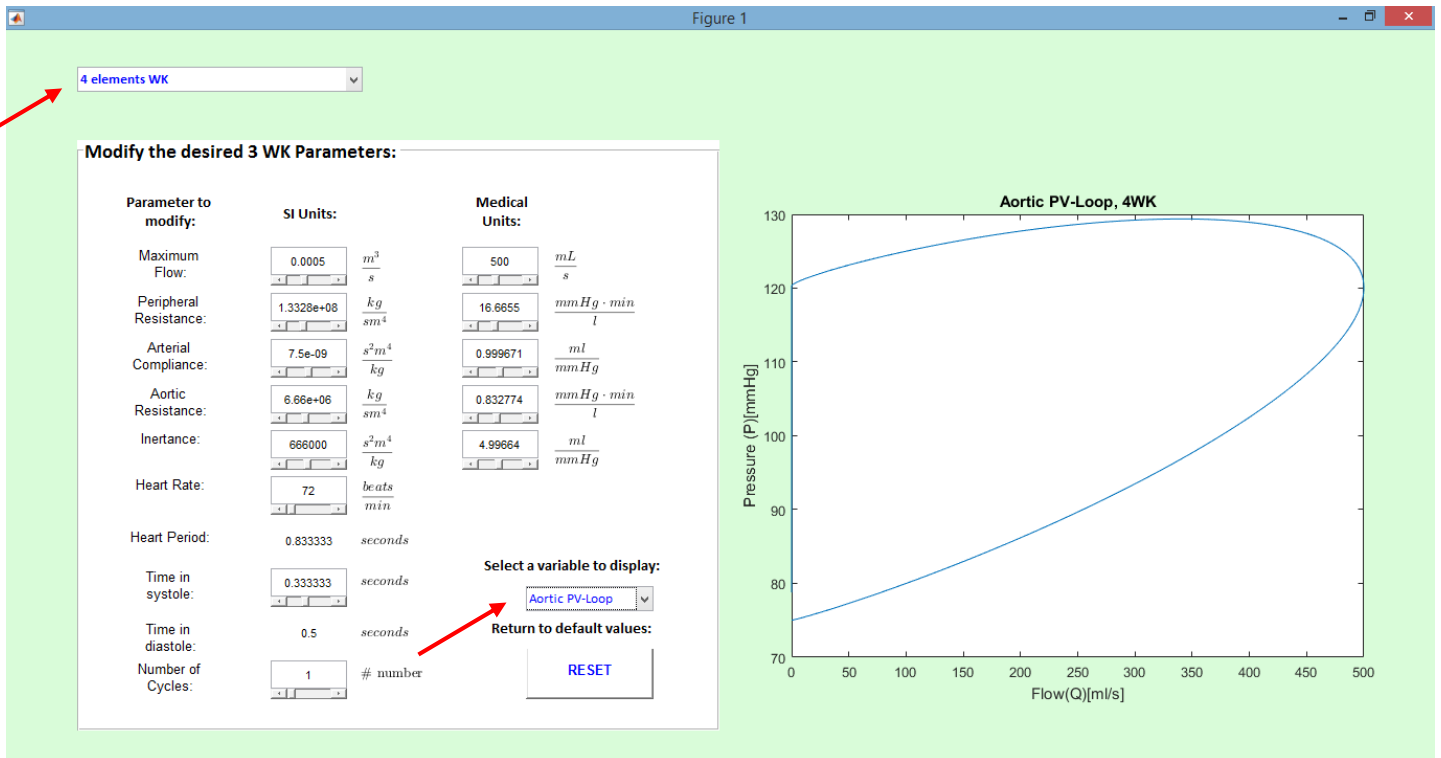 Figure 1
4 elements WK
Modify the desired 3 WK Parameters:
Parameter to modify:
SI Units:
Medical Units:
Maximum Flow:
0.0005
m³/s
500
mL/s
Peripheral Resistance:
1.3328e+08
kg/sm⁴
16.6655
mmHg · min/l
Arterial Compliance:
7.5e-09
s²m⁴/kg
0.999671
ml/mmHg
Aortic Resistance:
6.66e+06
kg/sm⁴
0.832774
mmHg · min/l
Inertance:
666000
s²m⁴/kg
4.99664
ml/mmHg
Heart Rate:
72
beats/min
Heart Period:
0.833333
seconds
Time in systole:
0.333333
seconds
Time in diastole:
0.5
seconds
Number of Cycles:
1
# number
Select a variable to display:
Aortic PV-Loop
Return to default values:
RESET
Aortic PV-Loop, 4WK
130
120
110
100
90
80
70
Pressure (P)[mmHg]
0 50 100 150 200 250 300 350 400 450 500
Flow(Q)[ml/s]